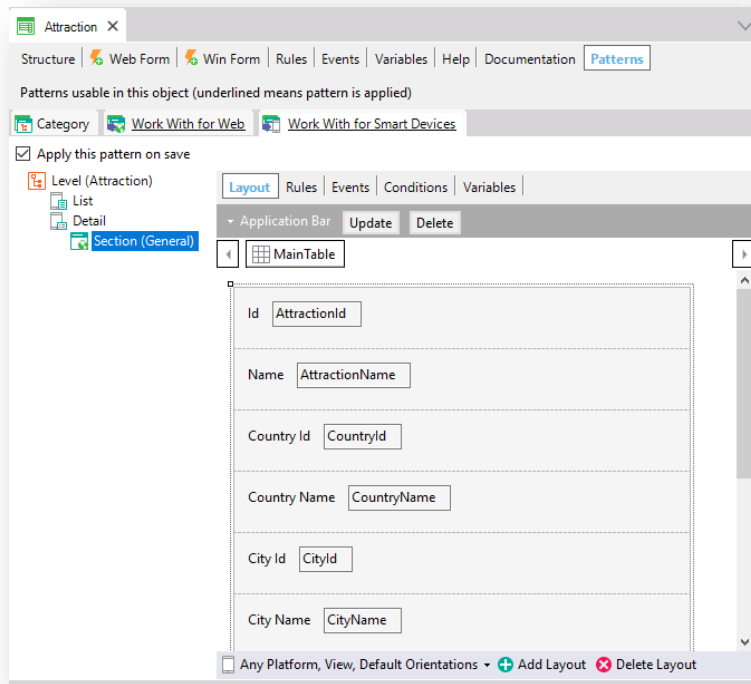 Attraction
Structure Web Form Win Form Rules Events Variables Help Documentation Patterns
Patterns usable in this object (underlined means pattern is applied)
Category Work With for Web Work With for Smart Devices
Apply this pattern on save
Level (Attraction)
List
Detail
Section (General)
Layout Rules Events Conditions Variables
Application Bar Update Delete
MainTable
Id AttractionId
Name AttractionName
Country Id CountryId
Country Name CountryName
City Id CityId
City Name CityName
Any Platform, View, Default Orientations Add Layout Delete Layout